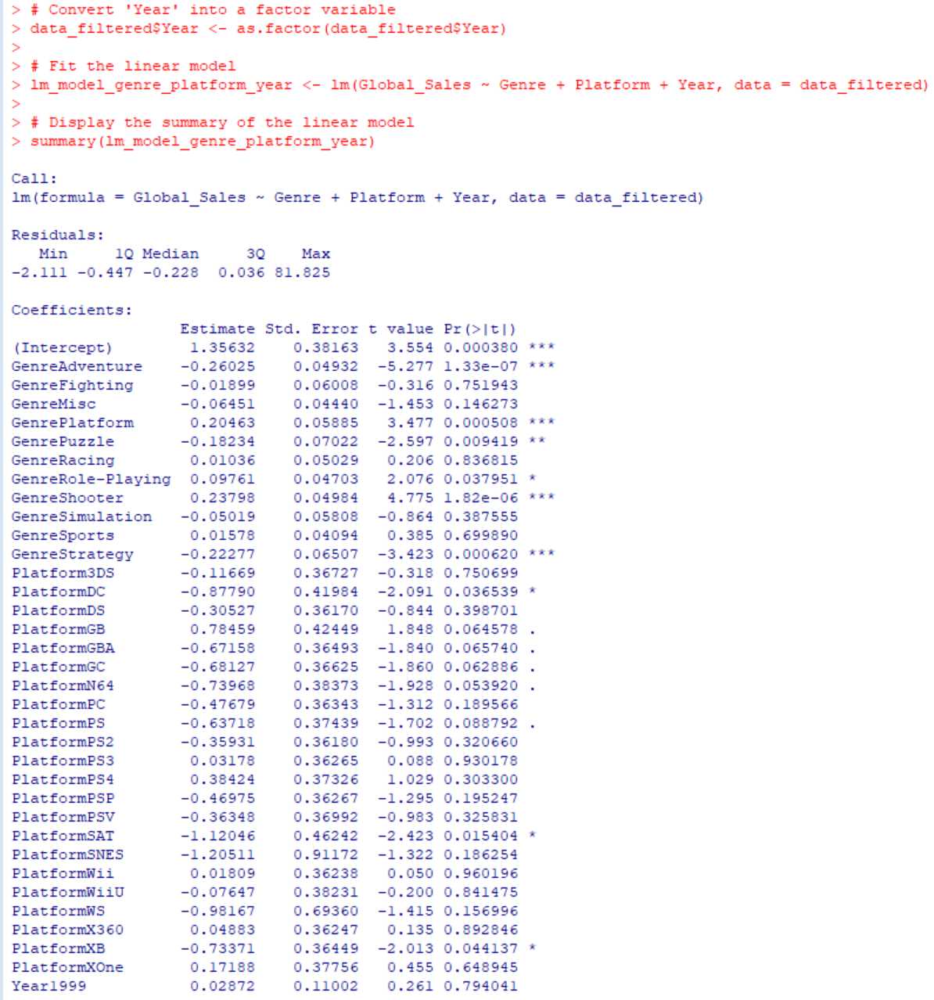 > # Convert 'Year' into a factor variable
> data_filtered$Year <- as.factor(data_filtered$Year)
>
> # Fit the linear model
> lm_model_genre_platform_year <- lm(Global_Sales ~ Genre + Platform + Year, data = data_filtered)
>
> # Display the summary of the linear model
> summary(lm_model_genre_platform_year)

Call:
lm(formula = Global_Sales ~ Genre + Platform + Year, data = data_filtered)

Residuals:
   Min     1Q Median     3Q    Max
-2.111 -0.447 -0.228  0.036 81.825

Coefficients:
                  Estimate Std. Error t value Pr(>|t|)
(Intercept)        1.35632    0.38163   3.554 0.000380 ***
GenreAdventure    -0.26025    0.04932  -5.277 1.33e-07 ***
GenreFighting     -0.01899    0.06008  -0.316 0.751943
GenreMisc         -0.06451    0.04440  -1.453 0.146273
GenrePlatform      0.20463    0.05885   3.477 0.000508 ***
GenrePuzzle       -0.18234    0.07022  -2.597 0.009419 **
GenreRacing        0.01036    0.05029   0.206 0.836815
GenreRole-Playing  0.09761    0.04703   2.076 0.037951 *
GenreShooter       0.23798    0.04984   4.775 1.82e-06 ***
GenreSimulation   -0.05019    0.05808  -0.864 0.387555
GenreSports        0.01578    0.04094   0.385 0.699890
GenreStrategy     -0.22277    0.06507  -3.423 0.000620 ***
Platform3DS       -0.11669    0.36727  -0.318 0.750699
PlatformDC        -0.87790    0.41984  -2.091 0.036539 *
PlatformDS        -0.30527    0.36170  -0.844 0.398701
PlatformGB         0.78459    0.42449   1.848 0.064578 .
PlatformGBA       -0.67158    0.36493  -1.840 0.065740 .
PlatformGC        -0.68127    0.36625  -1.860 0.062886 .
PlatformN64       -0.73968    0.38373  -1.928 0.053920 .
PlatformPC        -0.47679    0.36343  -1.312 0.189566
PlatformPS        -0.63718    0.37439  -1.702 0.088792 .
PlatformPS2       -0.35931    0.36180  -0.993 0.320660
PlatformPS3        0.03178    0.36265   0.088 0.930178
PlatformPS4        0.38424    0.37326   1.029 0.303300
PlatformPSP       -0.46975    0.36267  -1.295 0.195247
PlatformPSV       -0.36348    0.36992  -0.983 0.325831
PlatformSAT       -1.12046    0.46242  -2.423 0.015404 *
PlatformSNES      -1.20511    0.91172  -1.322 0.186254
PlatformWii        0.01809    0.36238   0.050 0.960196
PlatformWiiU      -0.07647    0.38231  -0.200 0.841475
PlatformWS        -0.98167    0.69360  -1.415 0.156996
PlatformX360       0.04883    0.36247   0.135 0.892846
PlatformXB        -0.73371    0.36449  -2.013 0.044137 *
PlatformXOne       0.17188    0.37756   0.455 0.648945
Year1999           0.02872    0.11002   0.261 0.794041